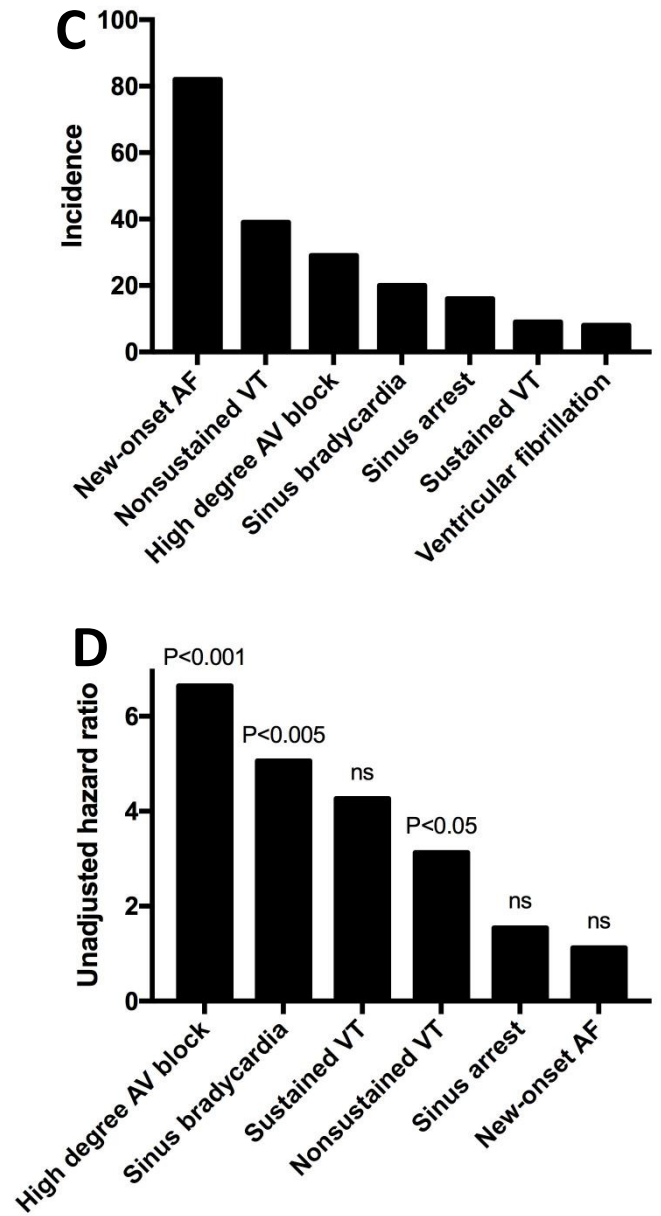 C
100
80
60
40
20
0
Incidence
New-onset AF
Nonsustained VT
High degree AV block
Sinus bradycardia
Sinus arrest
Sustained VT
Ventricular fibrillation
D
P<0.001
P<0.005
ns
P<0.05
ns
ns
6
4
2
0
Unadjusted hazard ratio
High degree AV block
Sinus bradycardia
Sustained VT
Nonsustained VT
Sinus arrest
New-onset AF